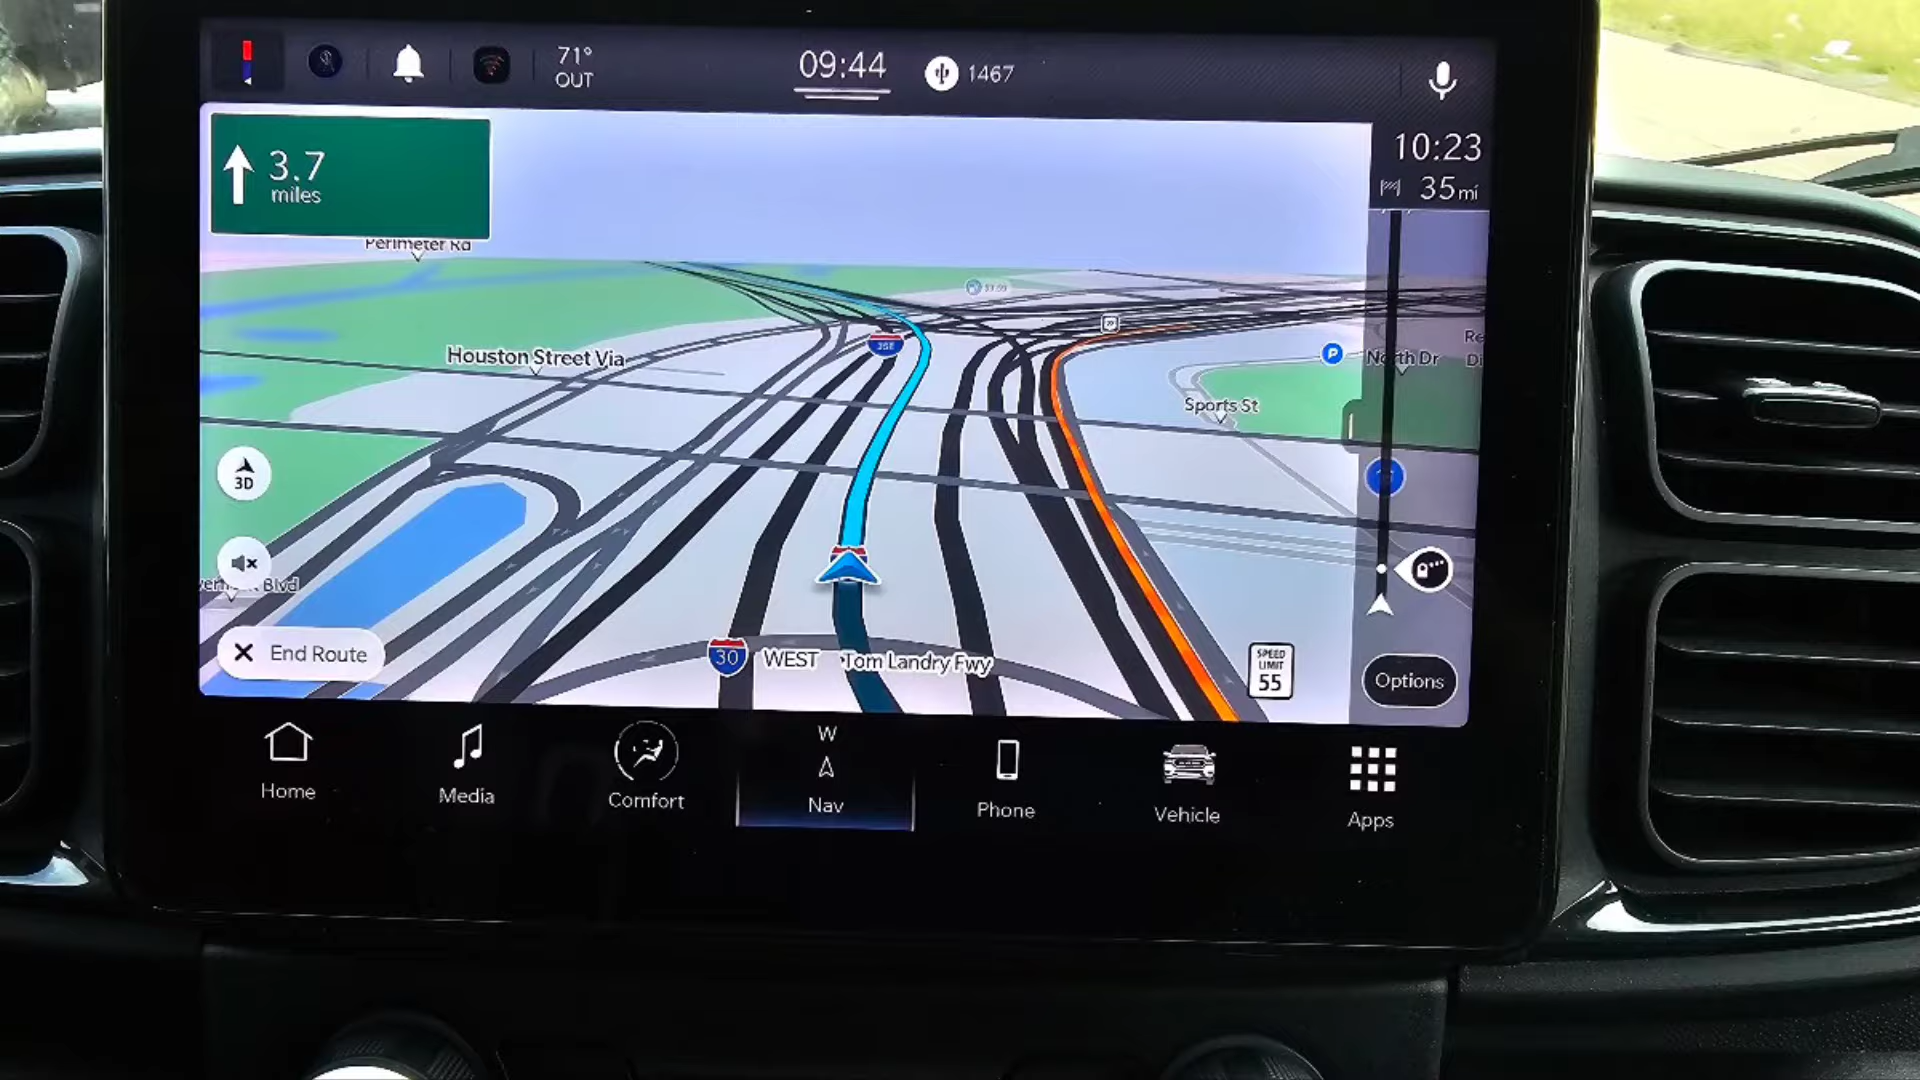 71°
OUT
09:44
1467
3.7
miles
10:23
35mi
Perimeter Rd
Houston Street Via
35E
North Dr
Sports St
P
3D
Blvd
End Route
30
WEST
Tom Landry Fwy
SPEED
LIMIT
55
Options
Home
Media
Comfort
W
Nav
Phone
Vehicle
Apps